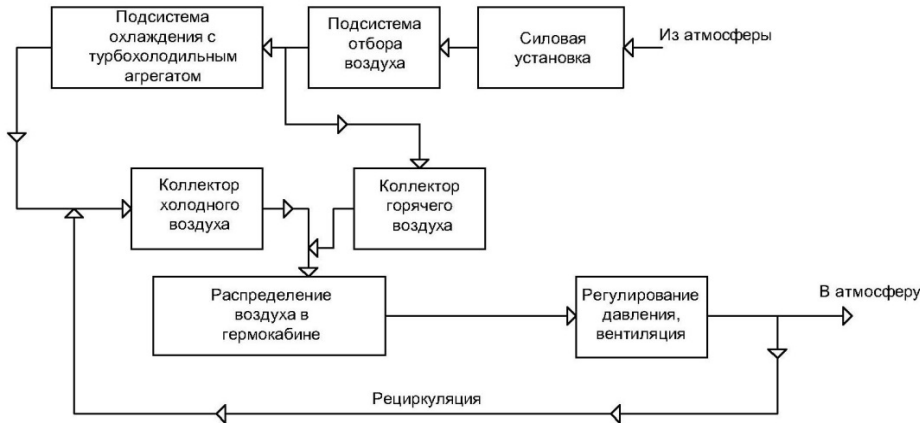 Подсистема
охлаждения с
турбохолодильным
агрегатом
Подсистема
отбора
воздуха
Силовая
установка
Из атмосферы
Коллектор
холодного
воздуха
Коллектор
горячего
воздуха
Распределение
воздуха в
гермокабине
Регулирование
давления,
вентиляция
В атмосферу
Рециркуляция